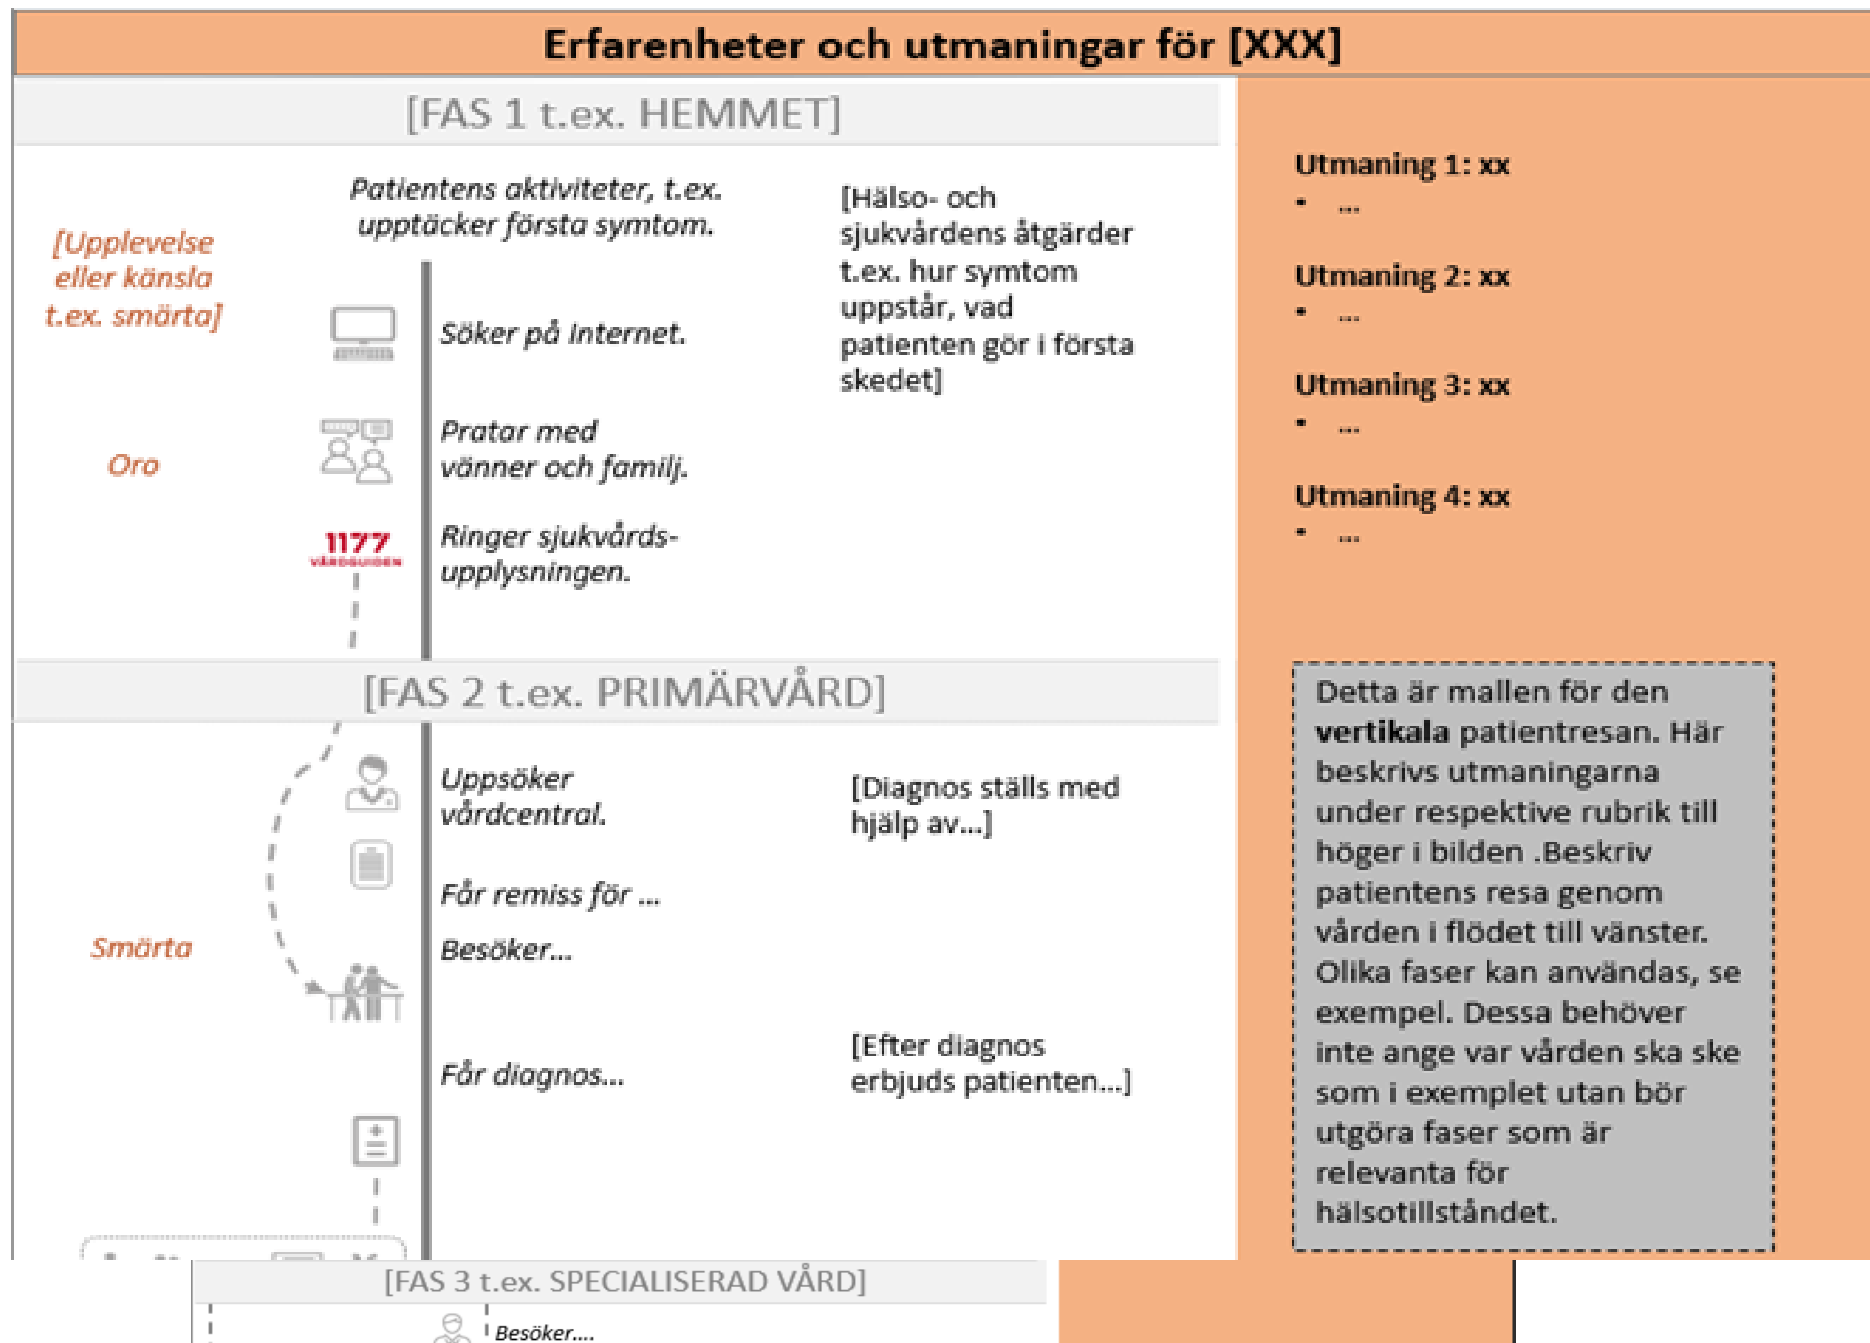 Erfarenheter och utmaningar för [XXX]
[FAS 1 t.ex. HEMMET]
Patientens aktiviteter, t.ex.
upptäcker första symtom.
[Upplevelse
eller känsla
t.ex. smärta]
Söker på Internet.
Oro
Pratar med
vänner och familj.
1177
VÅRDGUIDEN
Ringer sjukvårds-
upplysningen.
[Hälso- och
sjukvårdens åtgärder
t.ex. hur symtom
uppstår, vad
patienten gör i första
skedet]
Utmaning 1: xx
• ...
Utmaning 2: xx
• ...
Utmaning 3: xx
• ...
Utmaning 4: xx
• ...
[FAS 2 t.ex. PRIMÄRVÅRD]
Uppsöker
vårdcentral.
Får remiss för ...
Smärta
Besöker...
Får diagnos...
[Diagnos ställs med
hjälp av...]
[Efter diagnos
erbjuds patienten...]
Detta är mallen för den
vertikala patientresan. Här
beskrivs utmaningarna
under respektive rubrik till
höger i bilden .Beskriv
patientens resa genom
vården i flödet till vänster.
Olika faser kan användas, se
exempel. Dessa behöver
inte ange var vården ska ske
som i exemplet utan bör
utgöra faser som är
relevanta för
hälsotillståndet.
[FAS 3 t.ex. SPECIALISERAD VÅRD]
Besöker....